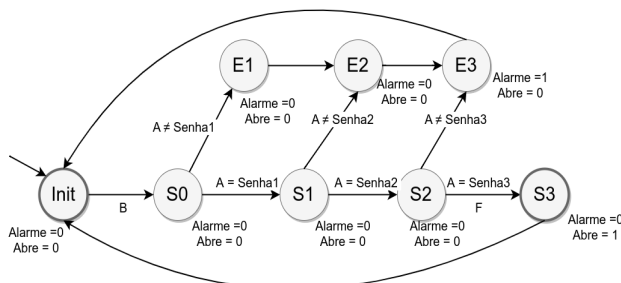 E1
E2
E3
Alarme =0
Abre = 0
Alarme =0
Abre = 0
Alarme =1
Abre = 0
A ≠ Senha1
A ≠ Senha2
A ≠ Senha3
Init
B
S0
A = Senha1
S1
A = Senha2
S2
A = Senha3
F
S3
Alarme =0
Abre = 0
Alarme =0
Abre = 0
Alarme =0
Abre = 0
Alarme =0
Abre = 0
Alarme =0
Abre = 1